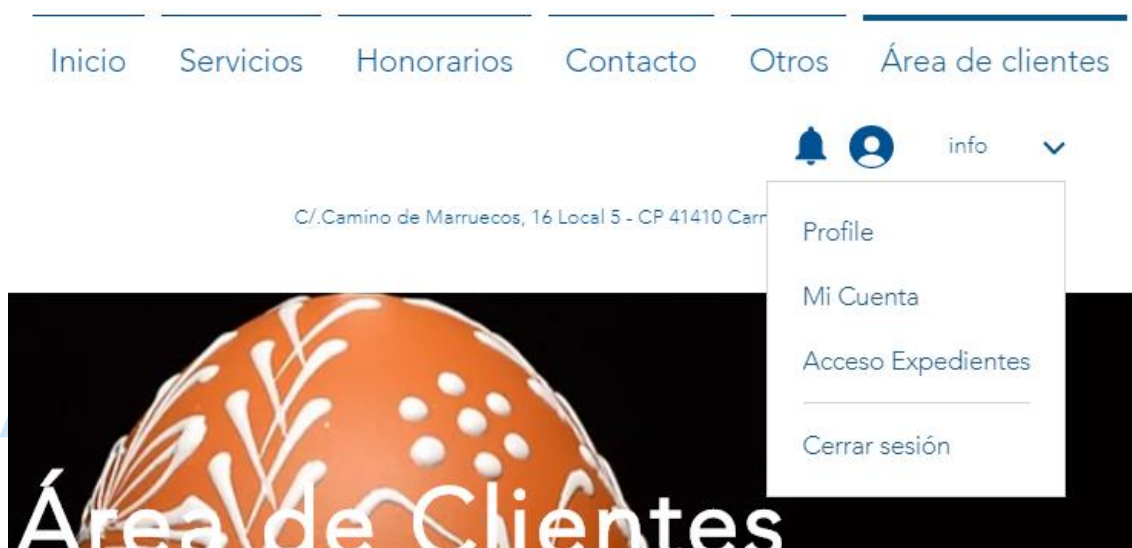 Inicio Servicios Honorarios Contacto Otros Área de clientes
info
C/.Camino de Marruecos, 16 Local 5 - CP 41410
Profile
Mi Cuenta
Acceso Expedientes
Cerrar sesión
Área de Clientes